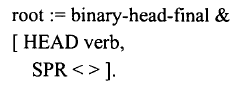 root := binary-head-final &
[ HEAD verb,
SPR < > ].